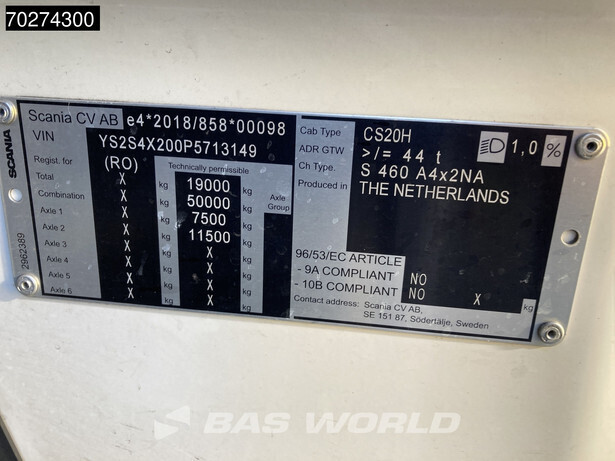 70274300
SCANIA
2962389
Scania CV AB e4*2018/858*00098
VIN YS2S4X200P5713149
Regist. for (RO) Technically permissible
Total X kg 19000 kg
Combination X kg 50000 kg Axle Group
Axle 1 X kg 7500 kg
Axle 2 X kg 11500 kg
Axle 3 X kg X kg
Axle 4 X kg X kg
Axle 5 X kg X kg
Axle 6 X kg X kg
Cab Type CS20H 1,0 %
ADR GTW >/= 44 t
Ch Type. S 460 A4x2NA
Produced in THE NETHERLANDS
96/53/EC ARTICLE
- 9A COMPLIANT NO
- 10B COMPLIANT NO X kg
Contact address: Scania CV AB,
SE 151 87, Södertälje, Sweden
BAS WORLD